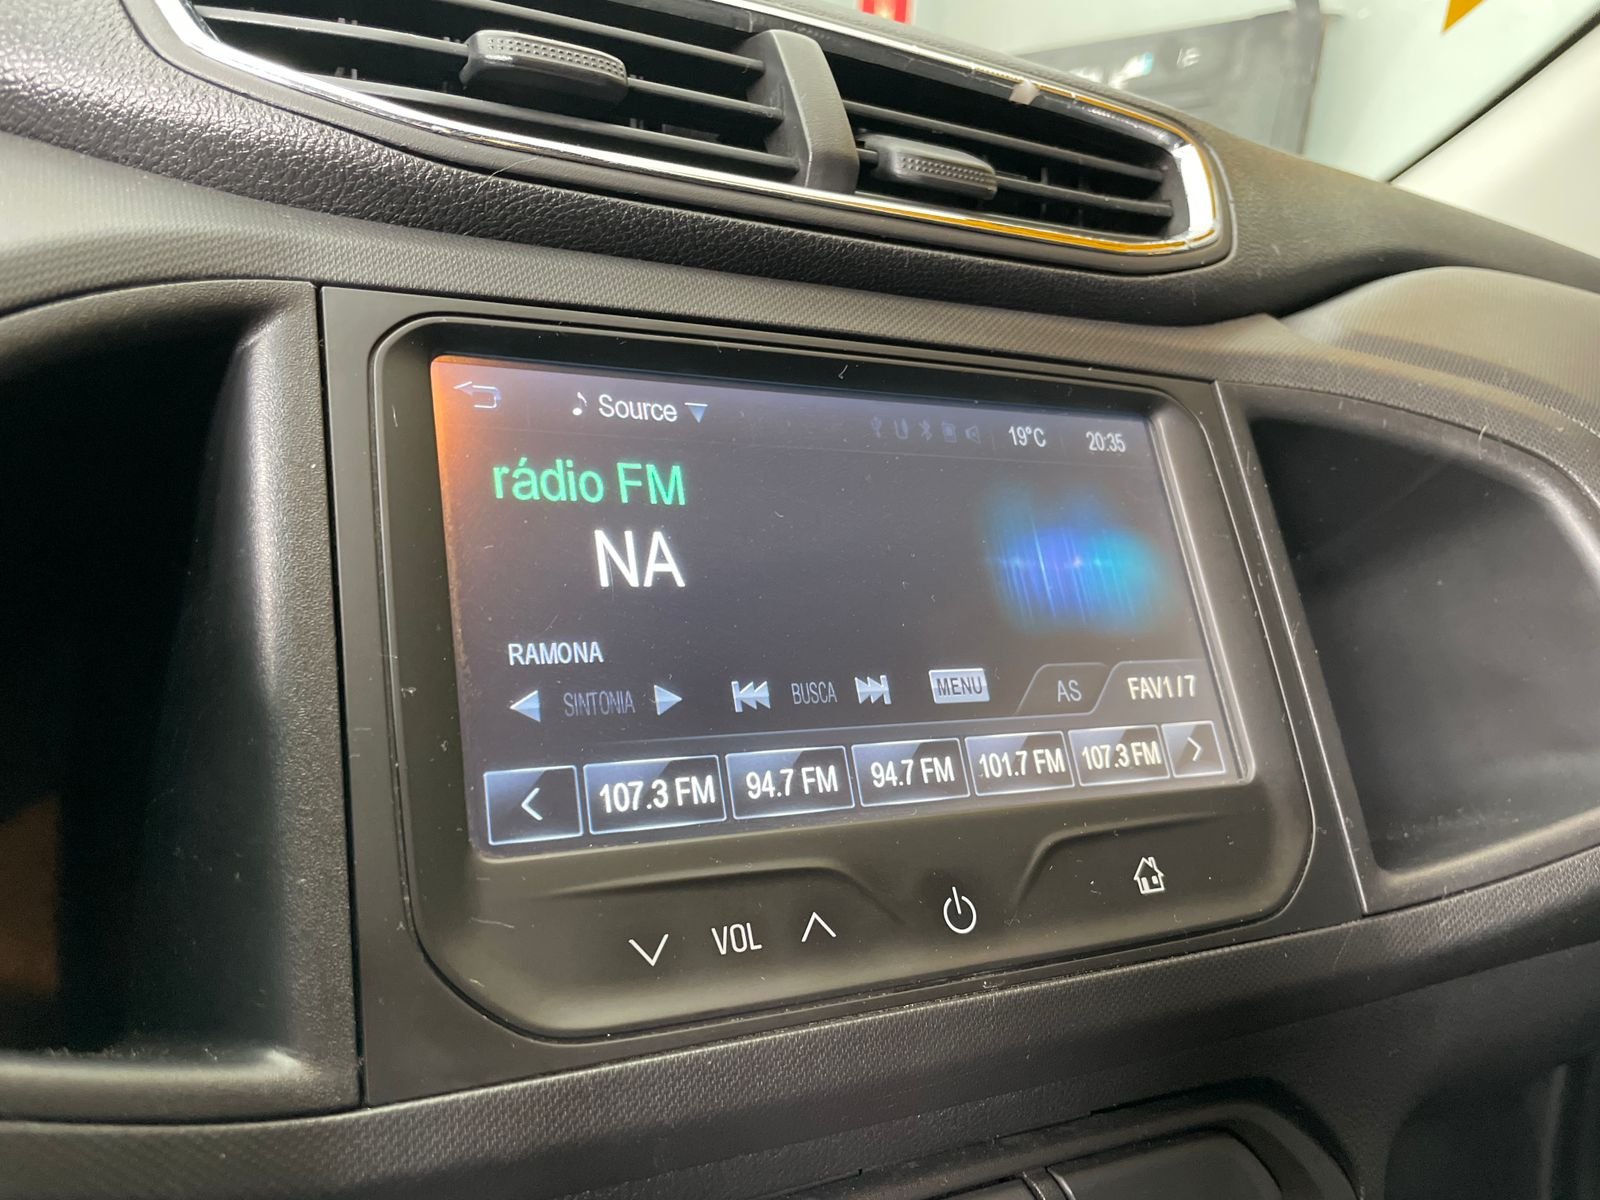 Source 19°C 20:35
rádio FM
NA
RAMONA
SINTONIA BUSCA MENU AS FAV1/7
107.3 FM 94.7 FM 94.7 FM 101.7 FM 107.3 FM
VOL